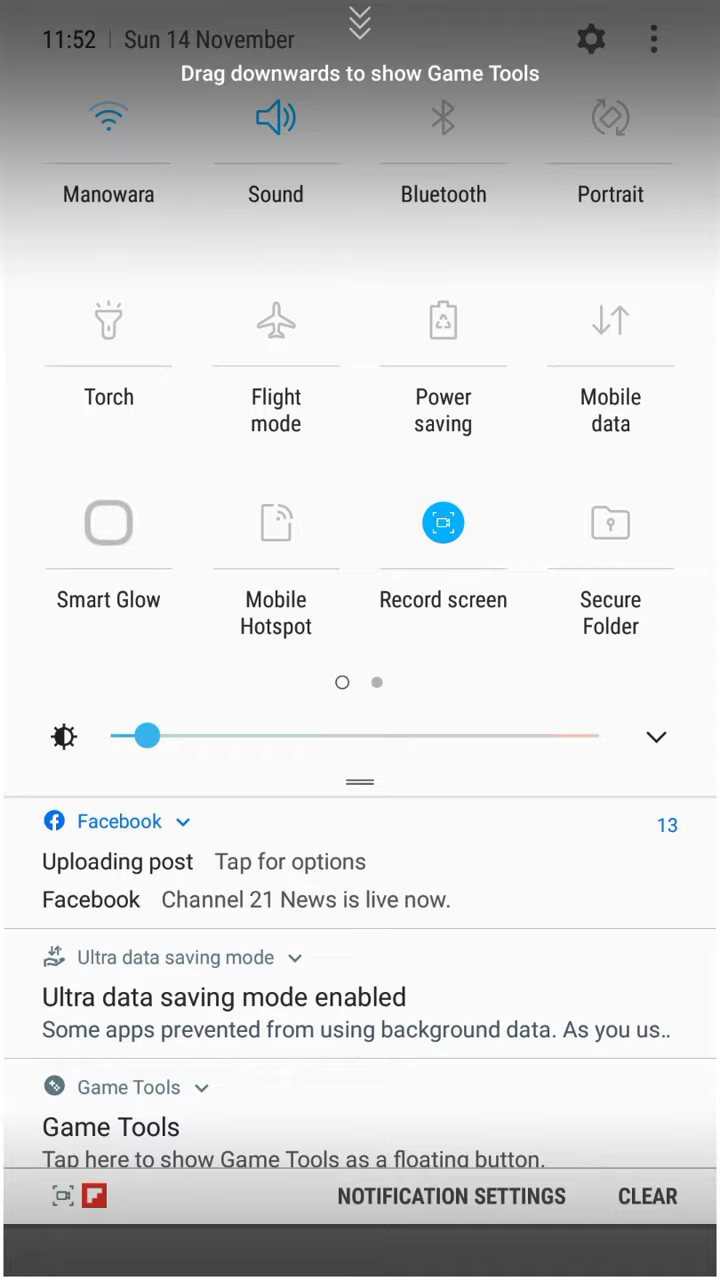 11:52 | Sun 14 November
Drag downwards to show Game Tools
Manowara Sound Bluetooth Portrait
Torch Flight mode Power saving Mobile data
Smart Glow Mobile Hotspot Record screen Secure Folder
Facebook 13
Uploading post Tap for options
Facebook Channel 21 News is live now.
Ultra data saving mode
Ultra data saving mode enabled
Some apps prevented from using background data. As you us..
Game Tools
Game Tools
Tap here to show Game Tools as a floating button.
NOTIFICATION SETTINGS CLEAR